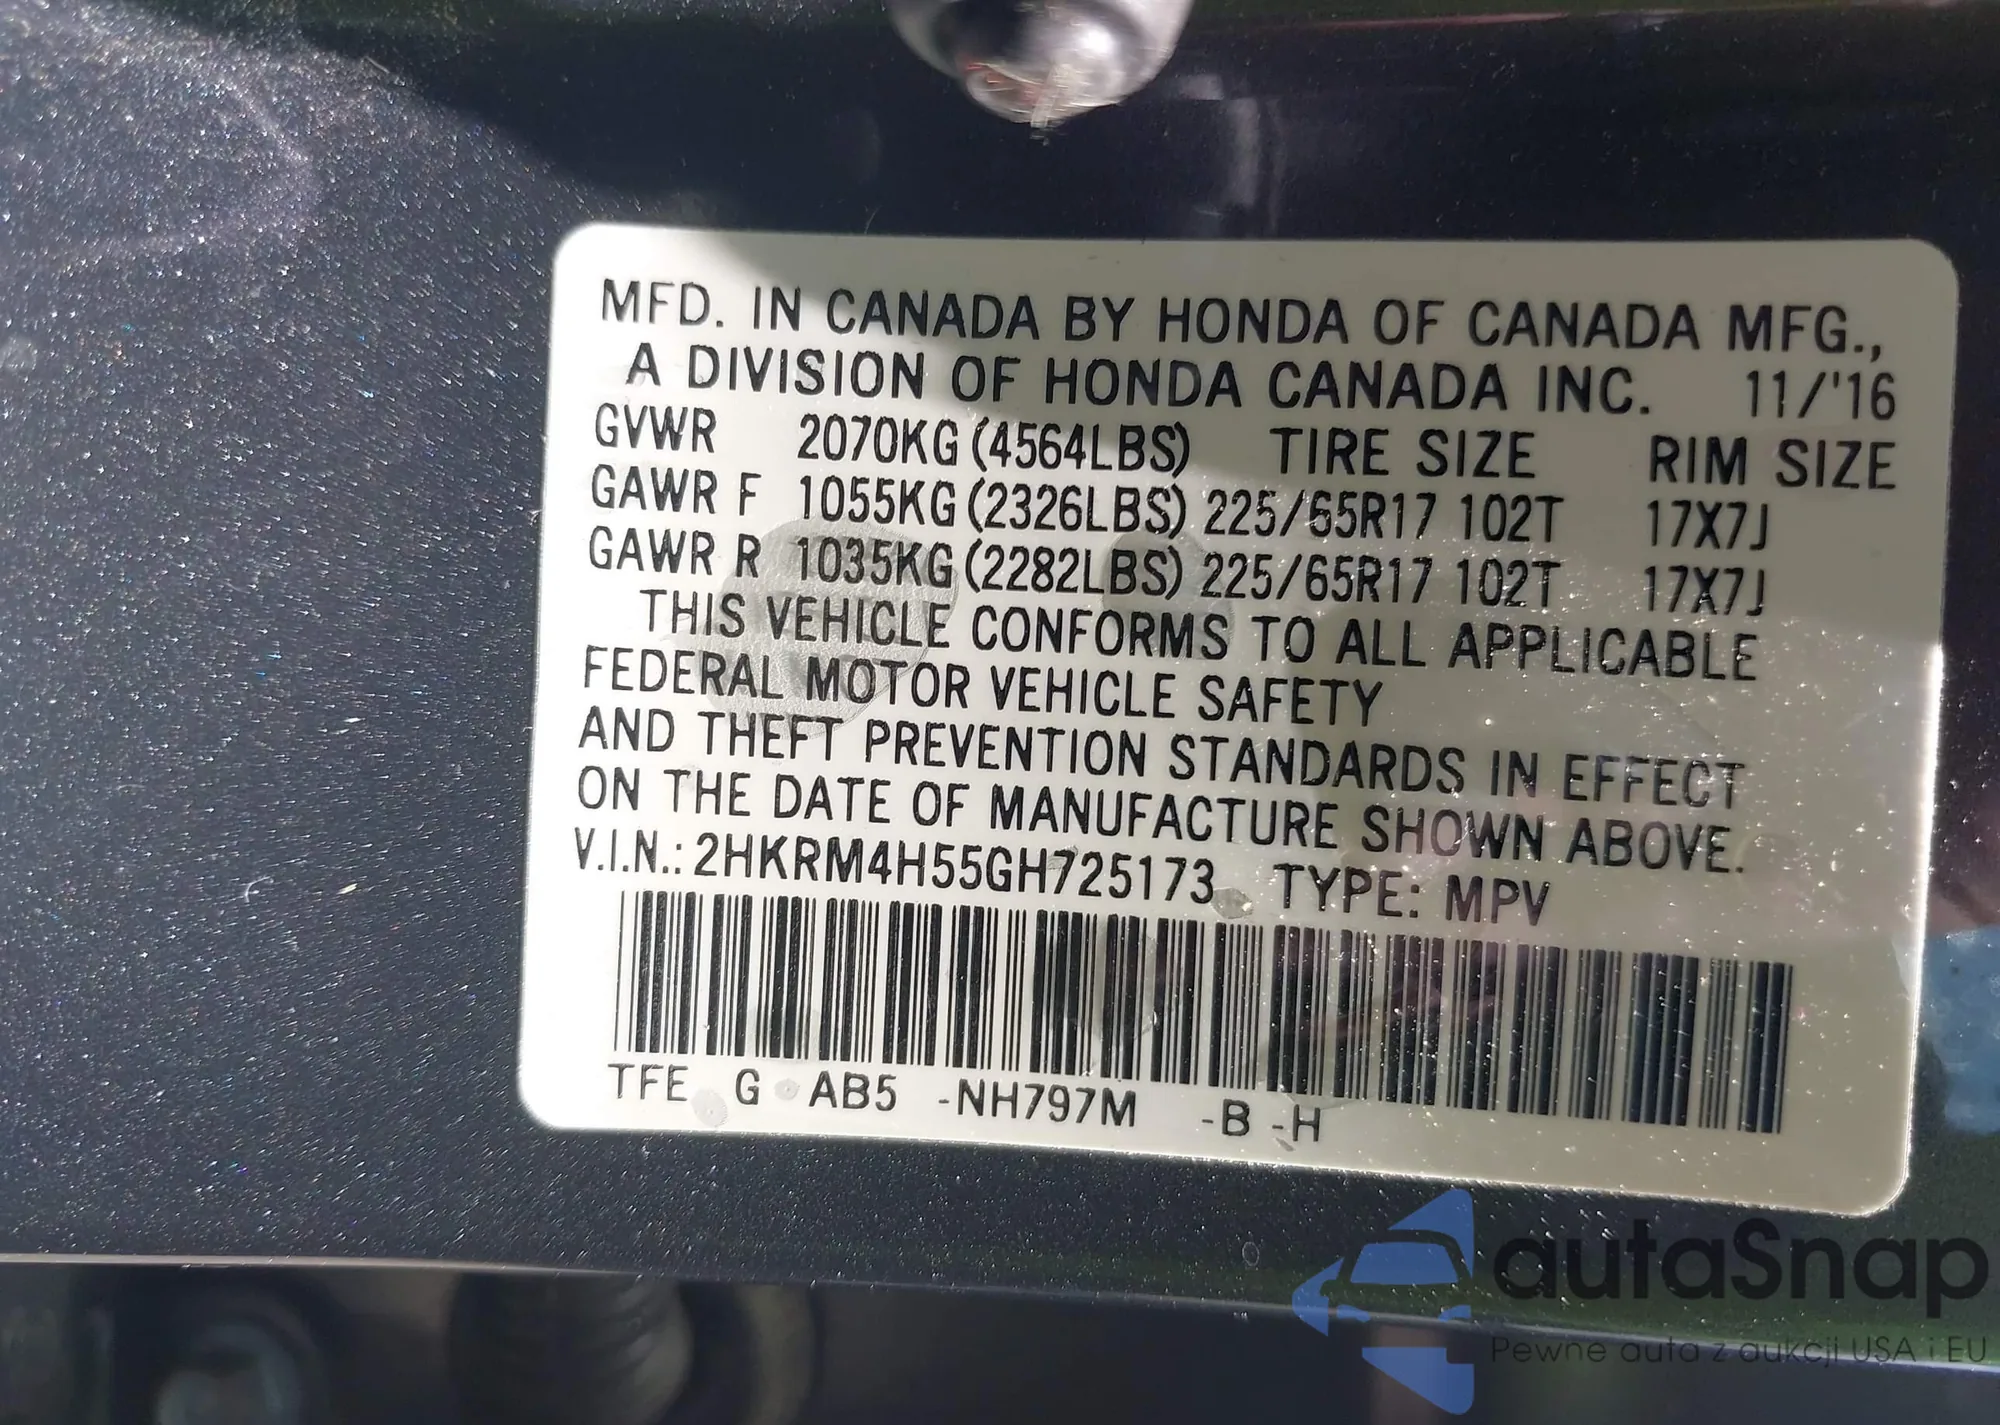 MFD. IN CANADA BY HONDA OF CANADA MFG.,
A DIVISION OF HONDA CANADA INC. 11/'16
GVWR 2070KG (4564LBS) TIRE SIZE RIM SIZE
GAWR F 1055KG (2326LBS) 225/65R17 102T 17X7J
GAWR R 1035KG (2282LBS) 225/65R17 102T 17X7J
THIS VEHICLE CONFORMS TO ALL APPLICABLE
FEDERAL MOTOR VEHICLE SAFETY
AND THEFT PREVENTION STANDARDS IN EFFECT
ON THE DATE OF MANUFACTURE SHOWN ABOVE.
V.I.N.: 2HKRM4H55GH725173 TYPE: MPV
TFE G AB5 -NH797M -B -H
autaSnap
Pewne auta z aukcji USA i EU